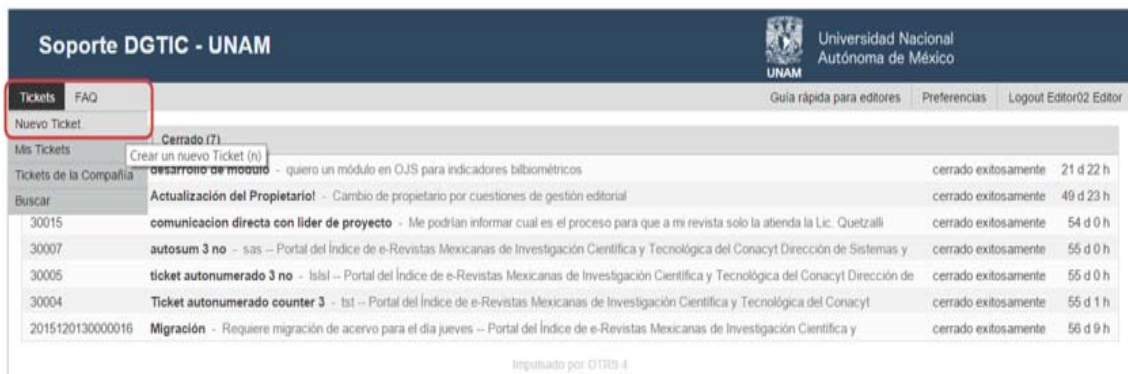 Soporte DGTIC - UNAM
UNAM
Universidad Nacional
Autónoma de México
Tickets FAQ
Guía rápida para editores Preferencias Logout Editor02 Editor
Nuevo Ticket
Mis Tickets
Tickets de la Compañía
Buscar
Cerrado (7)
Crear un nuevo Ticket (n)
desarrollo de modulo - quiero un módulo en OJS para indicadores bilbiométricos cerrado exitosamente 21 d 22 h
Actualización del Propietario! - Cambio de propietario por cuestiones de gestión editorial cerrado exitosamente 49 d 23 h
30015 comunicacion directa con lider de proyecto - Me podrían informar cual es el proceso para que a mi revista solo la atienda la Lic. Quetzalli cerrado exitosamente 54 d 0 h
30007 autosum 3 no - sas -- Portal del Índice de e-Revistas Mexicanas de Investigación Científica y Tecnológica del Conacyt Dirección de Sistemas y cerrado exitosamente 55 d 0 h
30005 ticket autonumerado 3 no - lslsl -- Portal del Índice de e-Revistas Mexicanas de Investigación Científica y Tecnológica del Conacyt Dirección de cerrado exitosamente 55 d 0 h
30004 Ticket autonumerado counter 3 - tst -- Portal del Índice de e-Revistas Mexicanas de Investigación Científica y Tecnológica del Conacyt cerrado exitosamente 55 d 1 h
2015120130000016 Migración - Requiere migración de acervo para el día jueves -- Portal del Índice de e-Revistas Mexicanas de Investigación Científica y cerrado exitosamente 56 d 9 h
Impulsado por OTRS 4